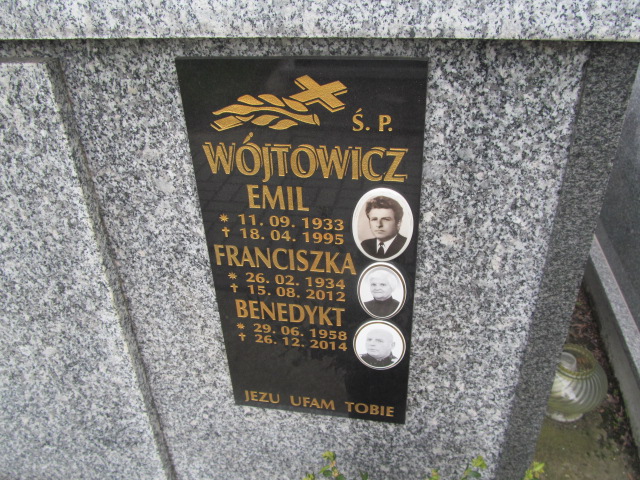 Ś. P.
WÓJTOWICZ
EMIL
* 11. 09. 1933
† 18. 04. 1995
FRANCISZKA
* 26. 02. 1934
† 15. 08. 2012
BENEDYKT
* 29. 06. 1958
† 26. 12. 2014
JEZU UFAM TOBIE